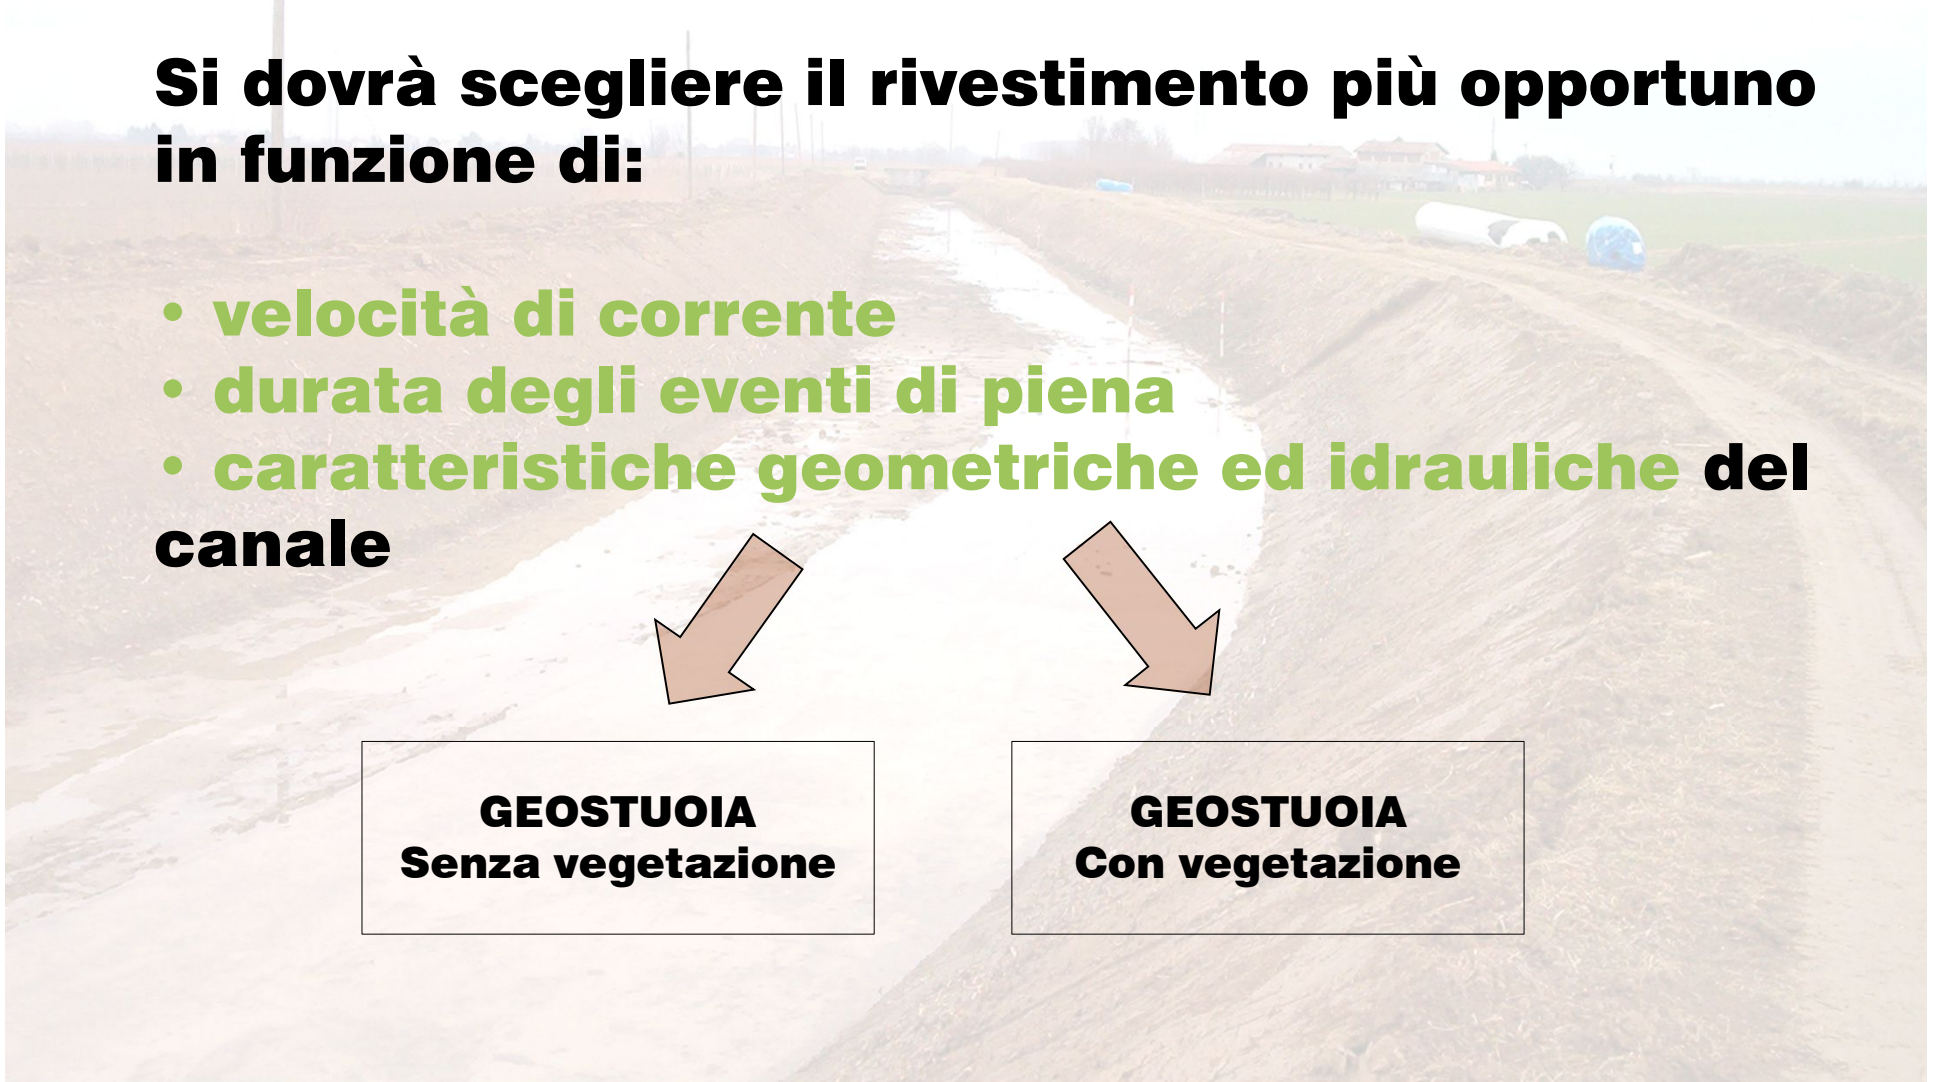 Si dovrà scegliere il rivestimento più opportuno
in funzione di:
• velocità di corrente
• durata degli eventi di piena
• caratteristiche geometriche ed idrauliche del
canale
GEOSTUOIA
Senza vegetazione
GEOSTUOIA
Con vegetazione